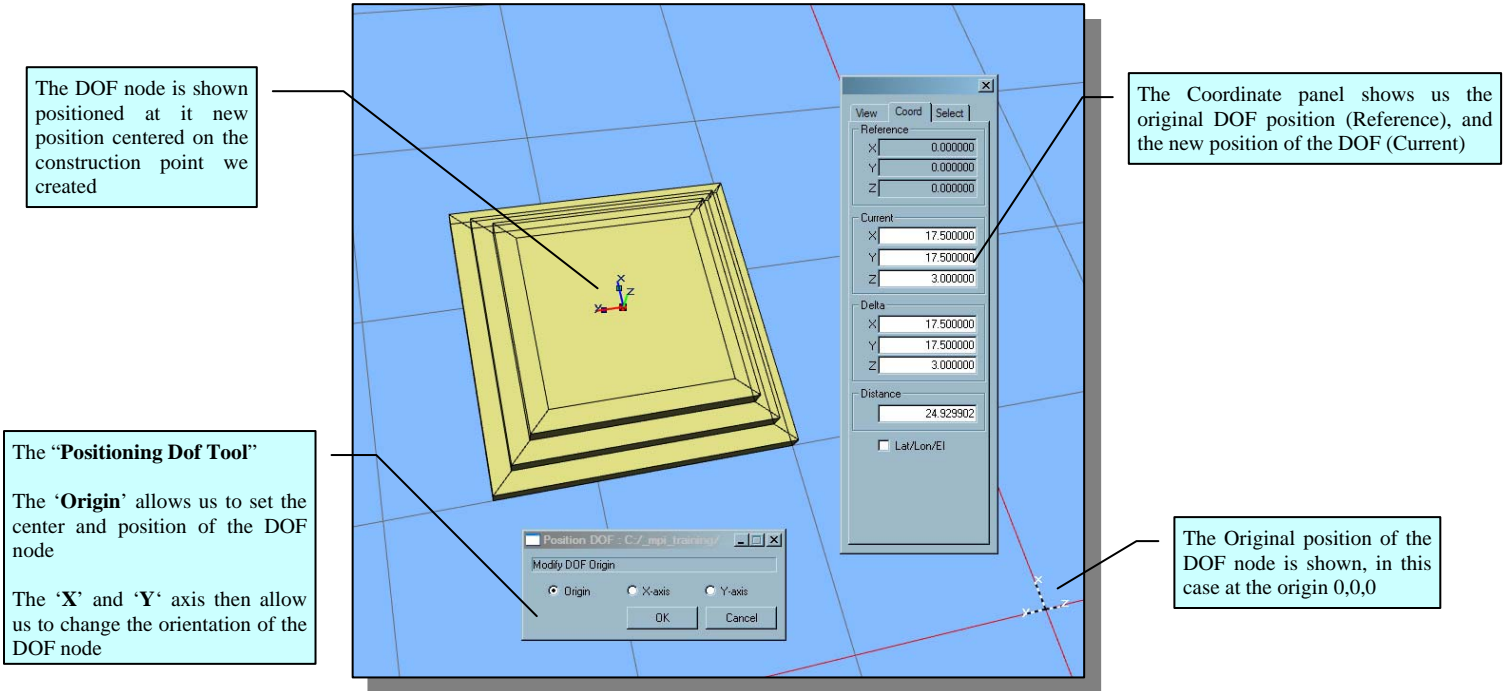 The DOF node is shown
positioned at it new
position centered on the
construction point we
created
The “Positioning Dof Tool”
The ‘Origin’ allows us to set the
center and position of the DOF
node
The ‘X’ and ‘Y‘ axis then allow
us to change the orientation of the
DOF node
X
Z
Y
View Coord Select
Reference
X 0.000000
Y 0.000000
Z 0.000000
Current
X 17.500000
Y 17.500000
Z 3.000000
Delta
X 17.500000
Y 17.500000
Z 3.000000
Distance
24.929902
Lat/Lon/El
Position DOF : C:/_mpi_training/
Modify DOF Origin
Origin X-axis Y-axis
OK Cancel
X
Y Z
The Coordinate panel shows us the
original DOF position (Reference), and
the new position of the DOF (Current)
The Original position of the
DOF node is shown, in this
case at the origin 0,0,0